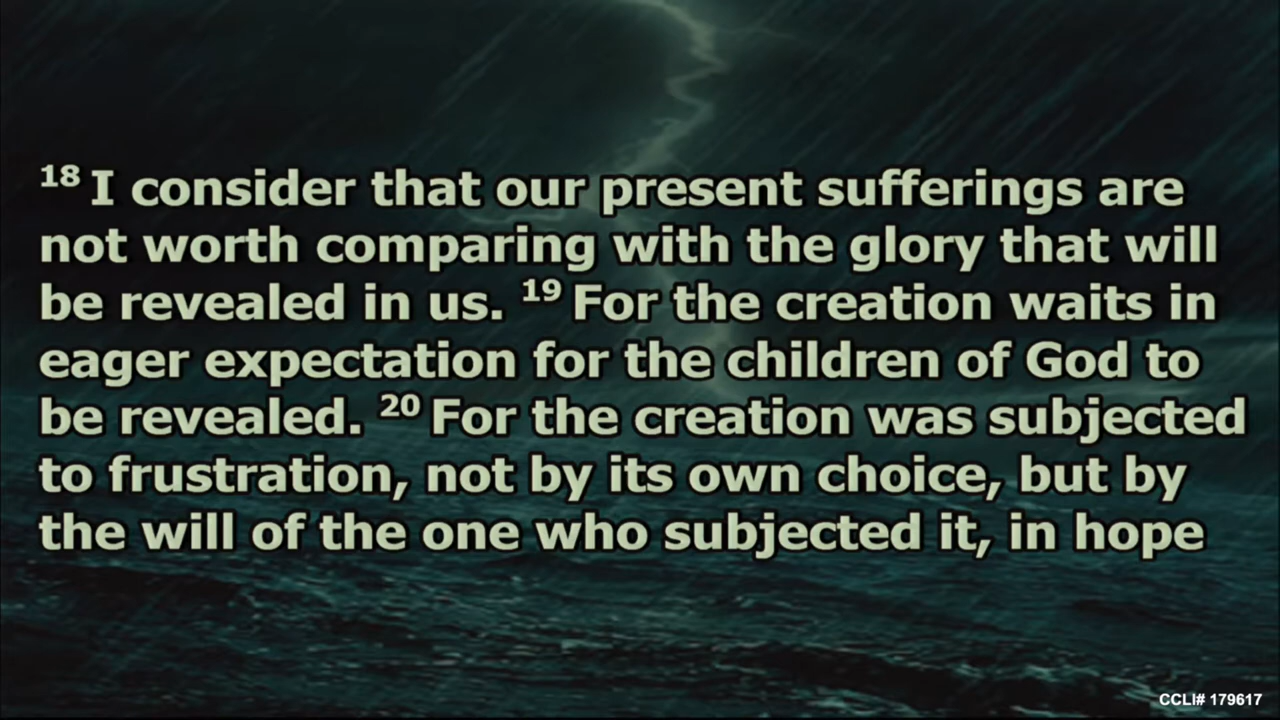 18 I consider that our present sufferings are
not worth comparing with the glory that will
be revealed in us. 19 For the creation waits in
eager expectation for the children of God to
be revealed. 20 For the creation was subjected
to frustration, not by its own choice, but by
the will of the one who subjected it, in hope
CCLI# 179617